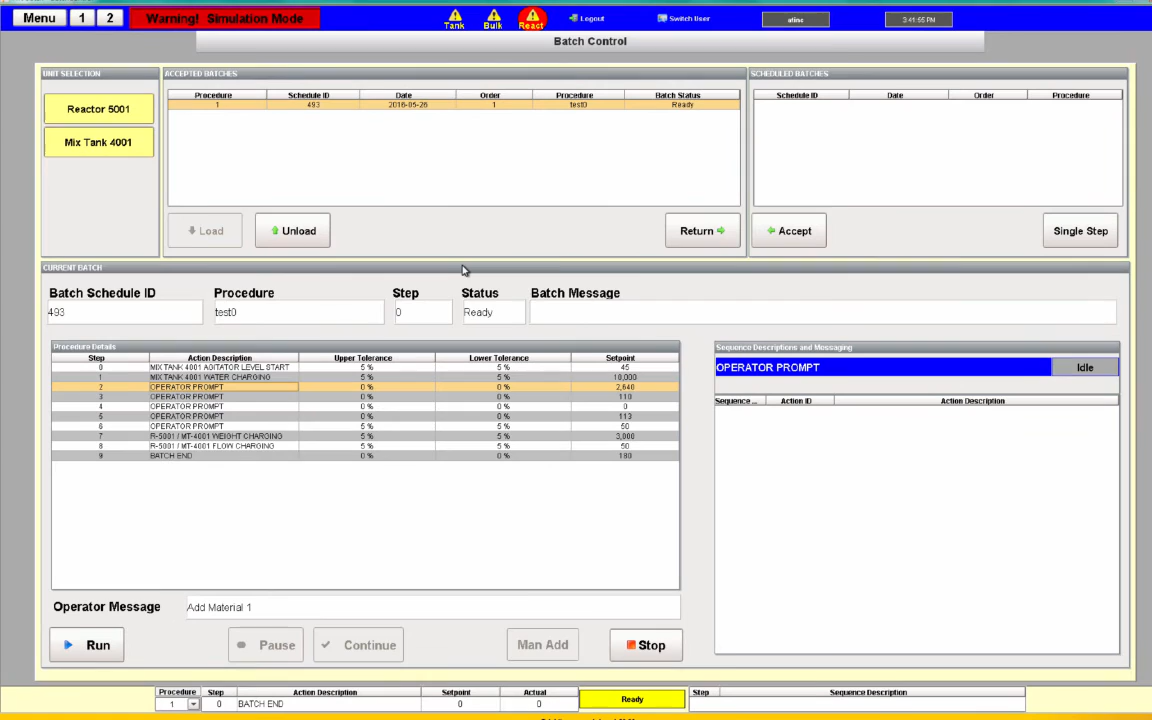 Menu 1 2 Warning! Simulation Mode Tank Bulk React Logout Switch User 3:41:55 PM
Batch Control
UNIT SELECTION ACCEPTED BATCHES SCHEDULED BATCHES
Procedure Schedule ID Date Order Procedure Batch Status Schedule ID Date Order Procedure
1 493 2016-05-26 1 test0 Ready
Reactor 5001
Mix Tank 4001
Load Unload Return Accept Single Step
CURRENT BATCH
Batch Schedule ID Procedure Step Status Batch Message
493 test0 0 Ready
Procedure Details Sequence Descriptions and Messaging
Step Action Description Upper Tolerance Lower Tolerance Setpoint
0 MIX TANK 4001 AGITATOR LEVEL START 5 % 5 % 45
OPERATOR PROMPT Idle
1 MIX TANK 4001 WATER CHARGING 5 % 5 % 10,000
2 OPERATOR PROMPT 0 % 0 % 2,640
3 OPERATOR PROMPT 0 % 0 % 110
Sequence ... Action ID Action Description
4 OPERATOR PROMPT 0 % 0 % 0
5 OPERATOR PROMPT 5 % 5 % 113
6 OPERATOR PROMPT 5 % 5 % 50
7 R-5001 / MT-4001 WEIGHT CHARGING 5 % 5 % 3,000
8 R-5001 / MT-4001 FLOW CHARGING 5 % 5 % 50
9 BATCH END 0 % 0 % 180
Operator Message Add Material 1
Run Pause Continue Man Add Stop
Procedure Step Action Description Setpoint Actual Ready Step Sequence Description
1 0 BATCH END 0 0